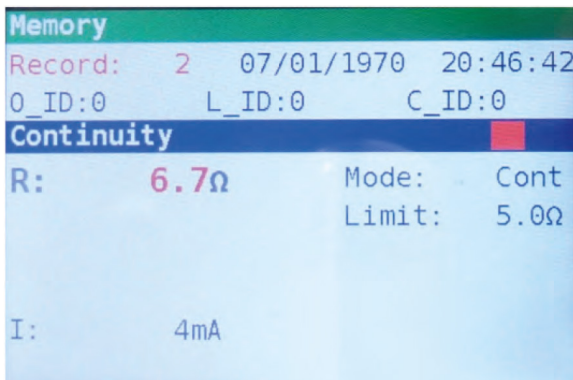 Memory
Record: 2 07/01/1970 20:46:42
O_ID:0 L_ID:0 C_ID:0
Continuity
R: 6.7Ω Mode: Cont
Limit: 5.0Ω
I: 4mA